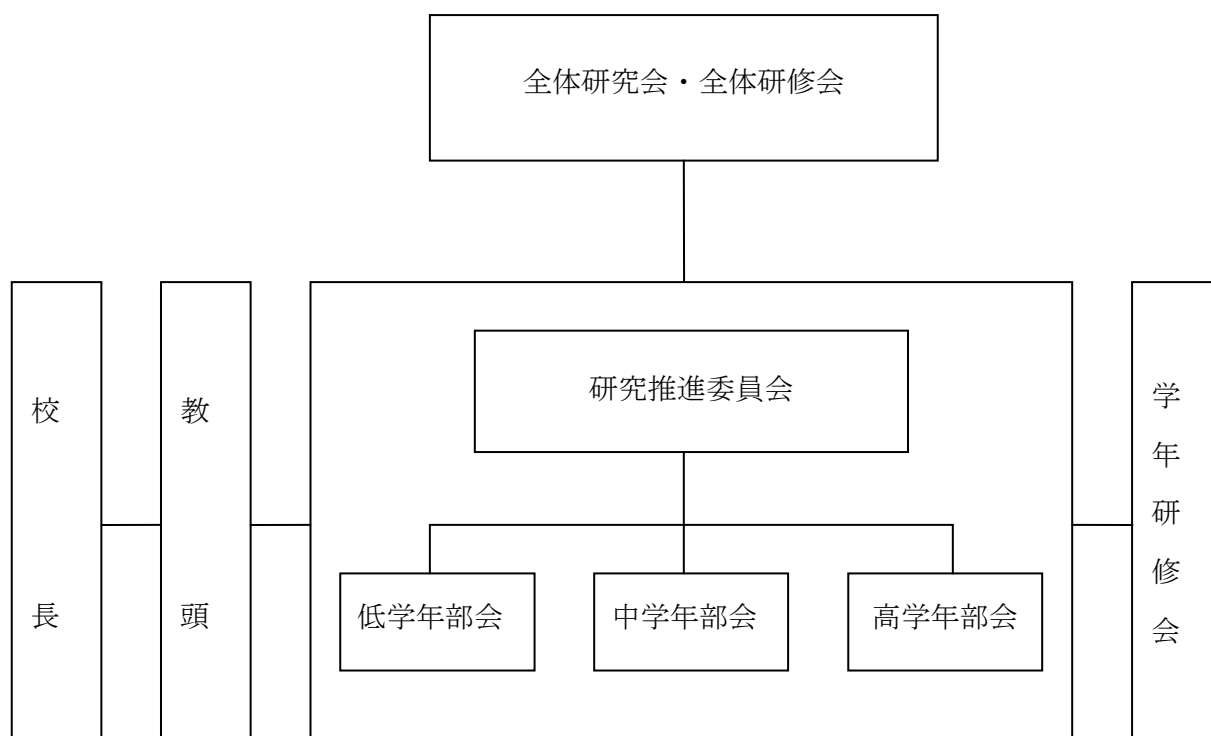 全体研究会・全体研修会
校長
教頭
研究推進委員会
低学年部会
中学年部会
高学年部会
学年研修会